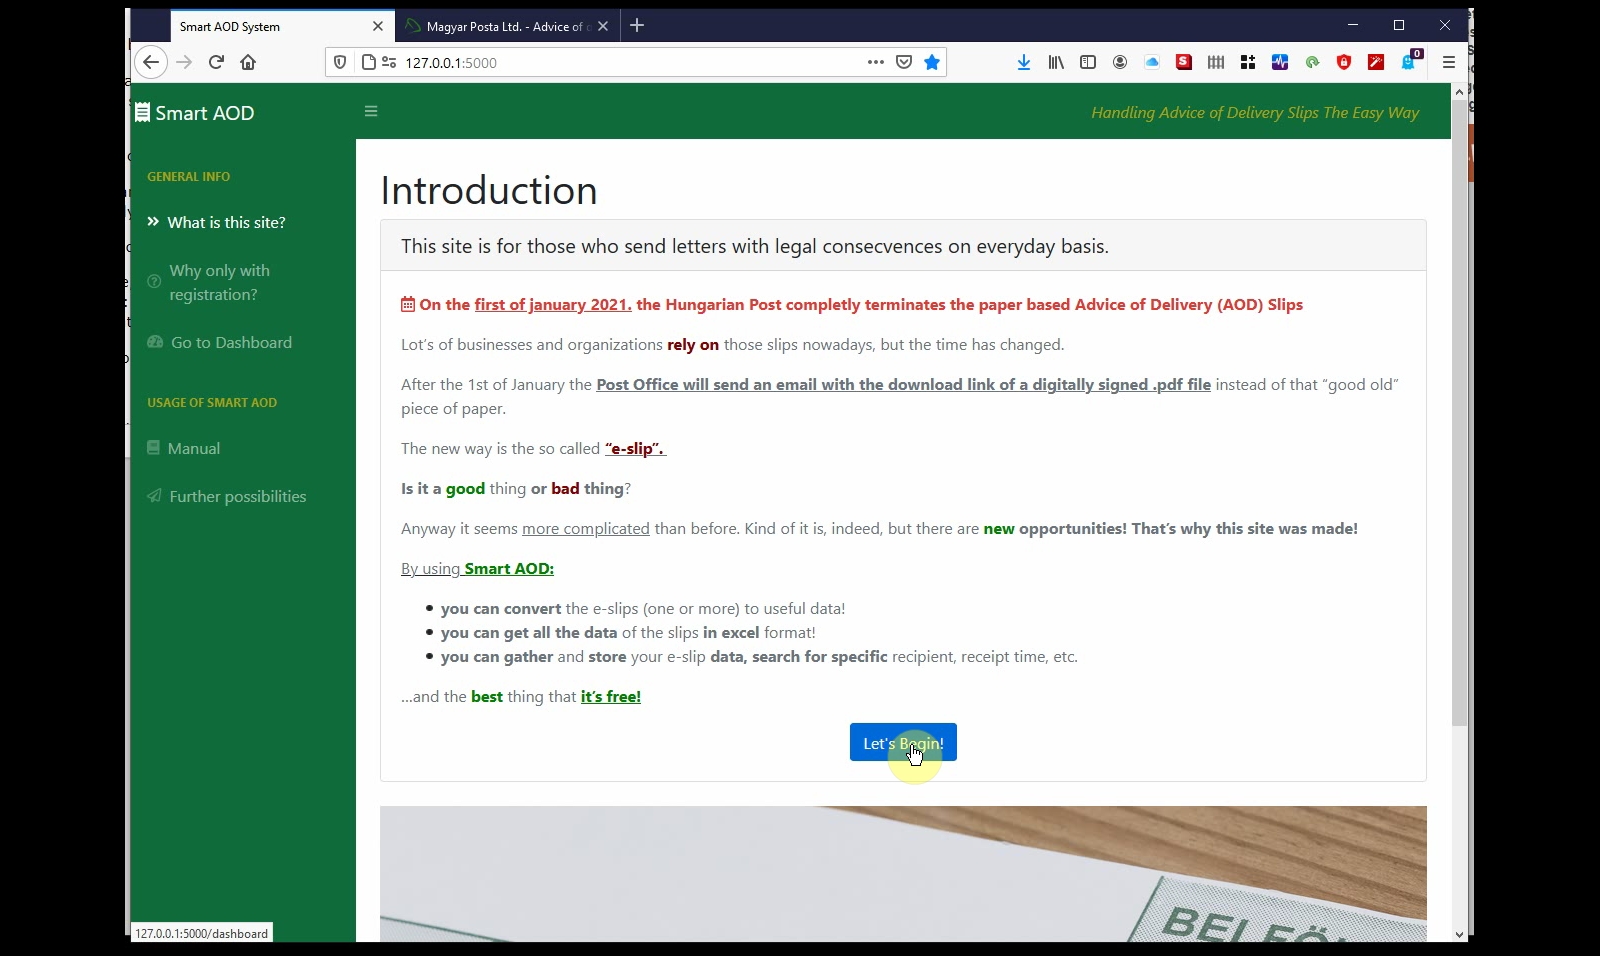 Smart AOD System
Magyar Posta Ltd. - Advice of
127.0.0.1:5000
0
Smart AOD
Handling Advice of Delivery Slips The Easy Way
GENERAL INFO
What is this site?
Why only with
registration?
Go to Dashboard
USAGE OF SMART AOD
Manual
Further possibilities
Introduction
This site is for those who send letters with legal consecvences on everyday basis.
On the first of january 2021. the Hungarian Post completly terminates the paper based Advice of Delivery (AOD) Slips
Lot's of businesses and organizations rely on those slips nowadays, but the time has changed.
After the 1st of January the Post Office will send an email with the download link of a digitally signed .pdf file instead of that “good old”
piece of paper.
The new way is the so called “e-slip”.
Is it a good thing or bad thing?
Anyway it seems more complicated than before. Kind of it is, indeed, but there are new opportunities! That's why this site was made!
By using Smart AOD:
you can convert the e-slips (one or more) to useful data!
you can get all the data of the slips in excel format!
you can gather and store your e-slip data, search for specific recipient, receipt time, etc.
...and the best thing that it's free!
Let's Begin!
127.0.0.1:5000/dashboard